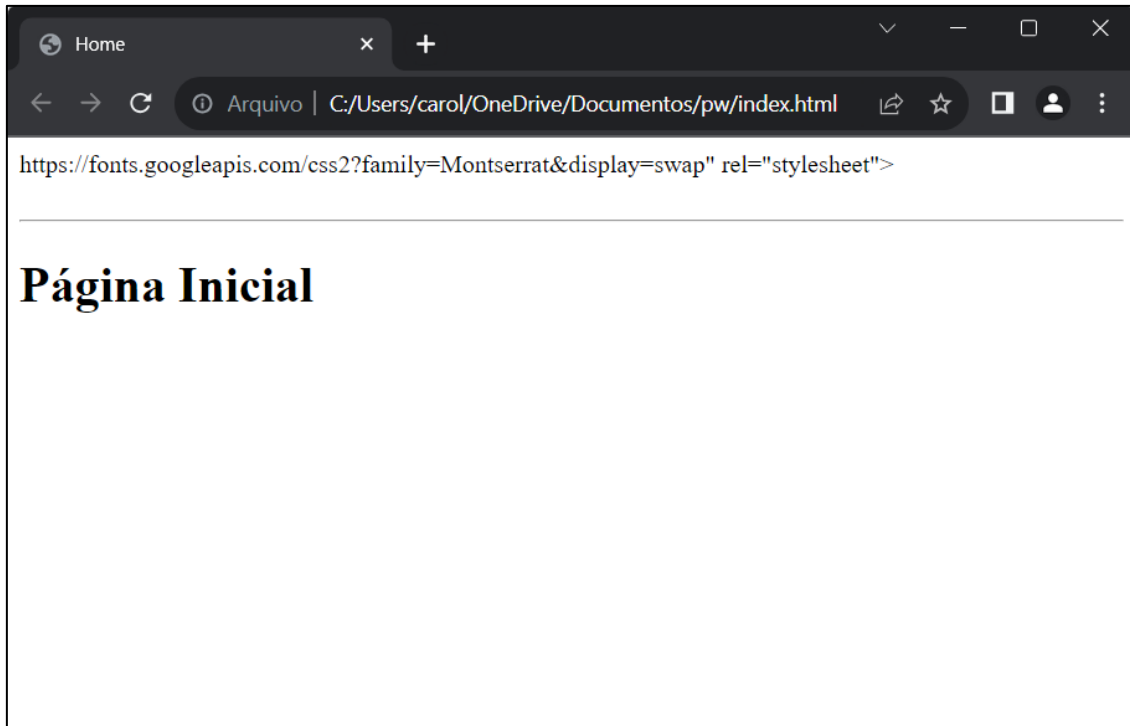 Home
Arquivo | C:/Users/carol/OneDrive/Documentos/pw/index.html
https://fonts.googleapis.com/css2?family=Montserrat&display=swap" rel="stylesheet">
Página Inicial